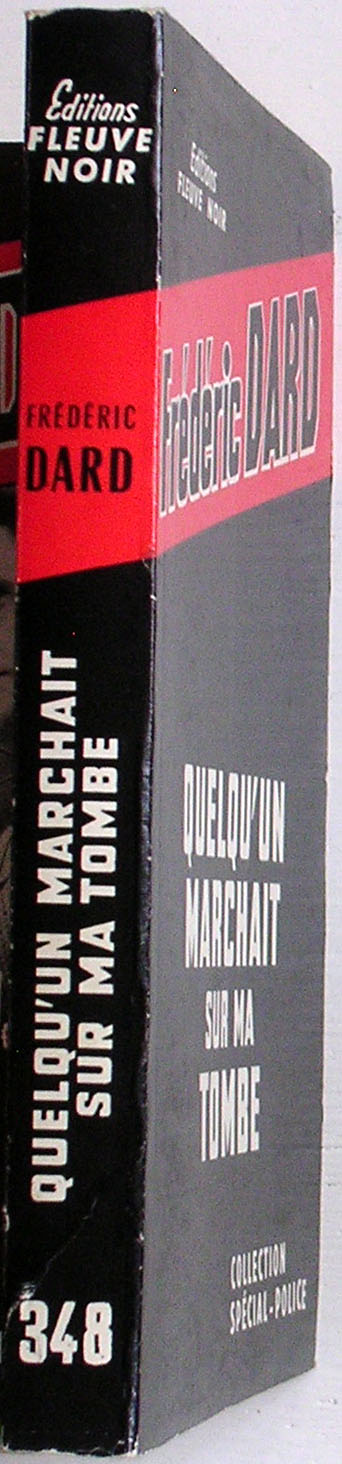 Editions
FLEUVE
NOIR
FRÉDÉRIC
DARD
QUELQU'UN MARCHAIT
SUR MA TOMBE
348
Editions
FLEUVE NOIR
Frédéric DARD
QUELQU'UN
MARCHAIT
SUR MA
TOMBE
COLLECTION
SPÉCIAL-POLICE
D